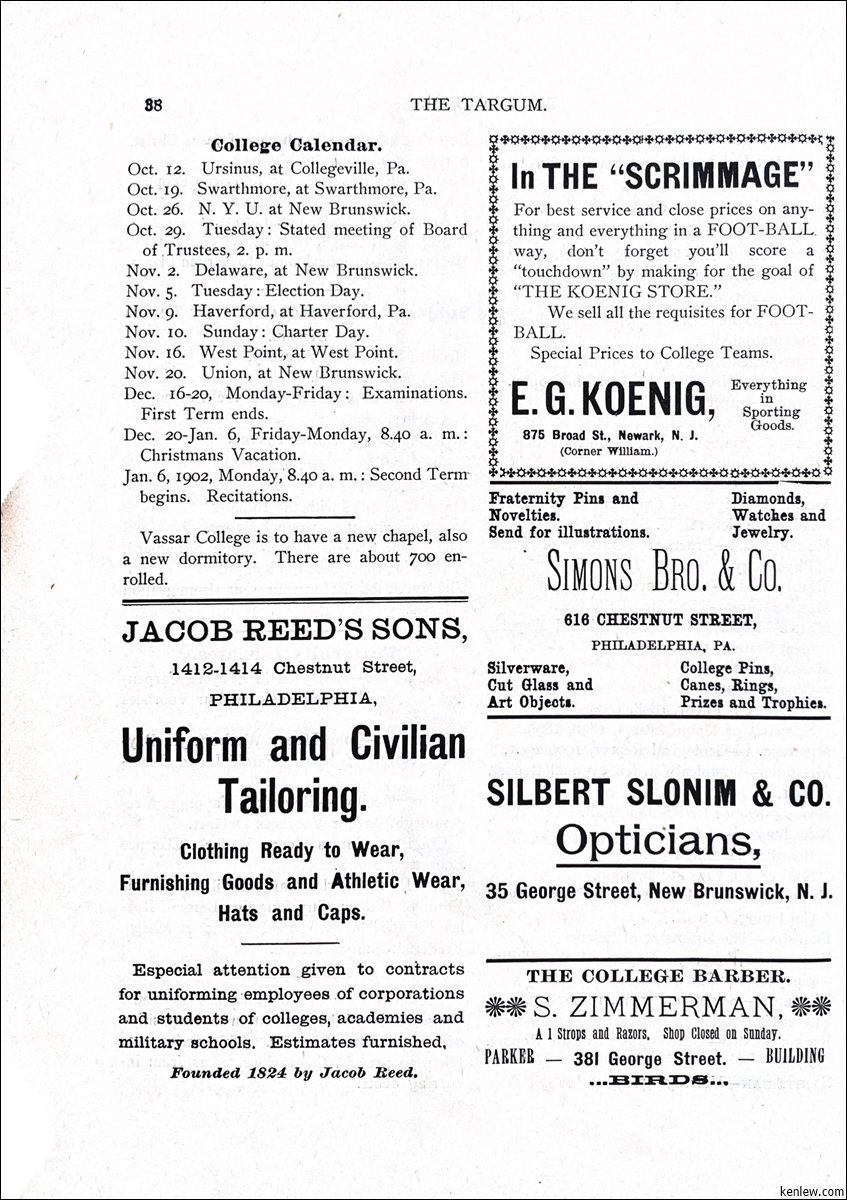 38
THE TARGUM.
College Calendar.
Oct. 12. Ursinus, at Collegeville, Pa.
Oct. 19. Swarthmore, at Swarthmore, Pa.
Oct. 26. N. Y. U. at New Brunswick.
Oct. 29. Tuesday: Stated meeting of Board
of Trustees, 2. p. m.
Nov. 2. Delaware, at New Brunswick.
Nov. 5. Tuesday: Election Day.
Nov. 9. Haverford, at Haverford, Pa.
Nov. 10. Sunday: Charter Day.
Nov. 16. West Point, at West Point.
Nov. 20. Union, at New Brunswick.
Dec. 16-20, Monday-Friday: Examinations.
First Term ends.
Dec. 20-Jan. 6, Friday-Monday, 8.40 a. m.:
Christmans Vacation.
Jan. 6, 1902, Monday, 8.40 a. m.: Second Term
begins. Recitations.
Vassar College is to have a new chapel, also
a new dormitory. There are about 700 en-
rolled.
JACOB REED'S SONS,
1412-1414 Chestnut Street,
PHILADELPHIA,
Uniform and Civilian
Tailoring.
Clothing Ready to Wear,
Furnishing Goods and Athletic Wear,
Hats and Caps.
Especial attention given to contracts
for uniforming employees of corporations
and students of colleges, academies and
military schools. Estimates furnished,
Founded 1824 by Jacob Reed.
In THE "SCRIMMAGE"
For best service and close prices on any-
thing and everything in a FOOT-BALL
way, don't forget you'll score a
"touchdown" by making for the goal of
"THE KOENIG STORE."
We sell all the requisites for FOOT-
BALL.
Special Prices to College Teams.
E. G. KOENIG,
Everything
in
Sporting
Goods.
875 Broad St., Newark, N. J.
(Corner William.)
Fraternity Pins and
Novelties.
Send for illustrations.
Diamonds,
Watches and
Jewelry.
SIMONS BRO. & CO.
616 CHESTNUT STREET,
PHILADELPHIA, PA.
Silverware,
Cut Glass and
Art Objects.
College Pins,
Canes, Rings,
Prizes and Trophies.
SILBERT SLONIM & CO.
Opticians,
35 George Street, New Brunswick, N. J.
THE COLLEGE BARBER.
S. ZIMMERMAN,
A 1 Strops and Razors, Shop Closed on Sunday.
PARKER — 381 George Street. — BUILDING
...BIRDS...
kenlew.com